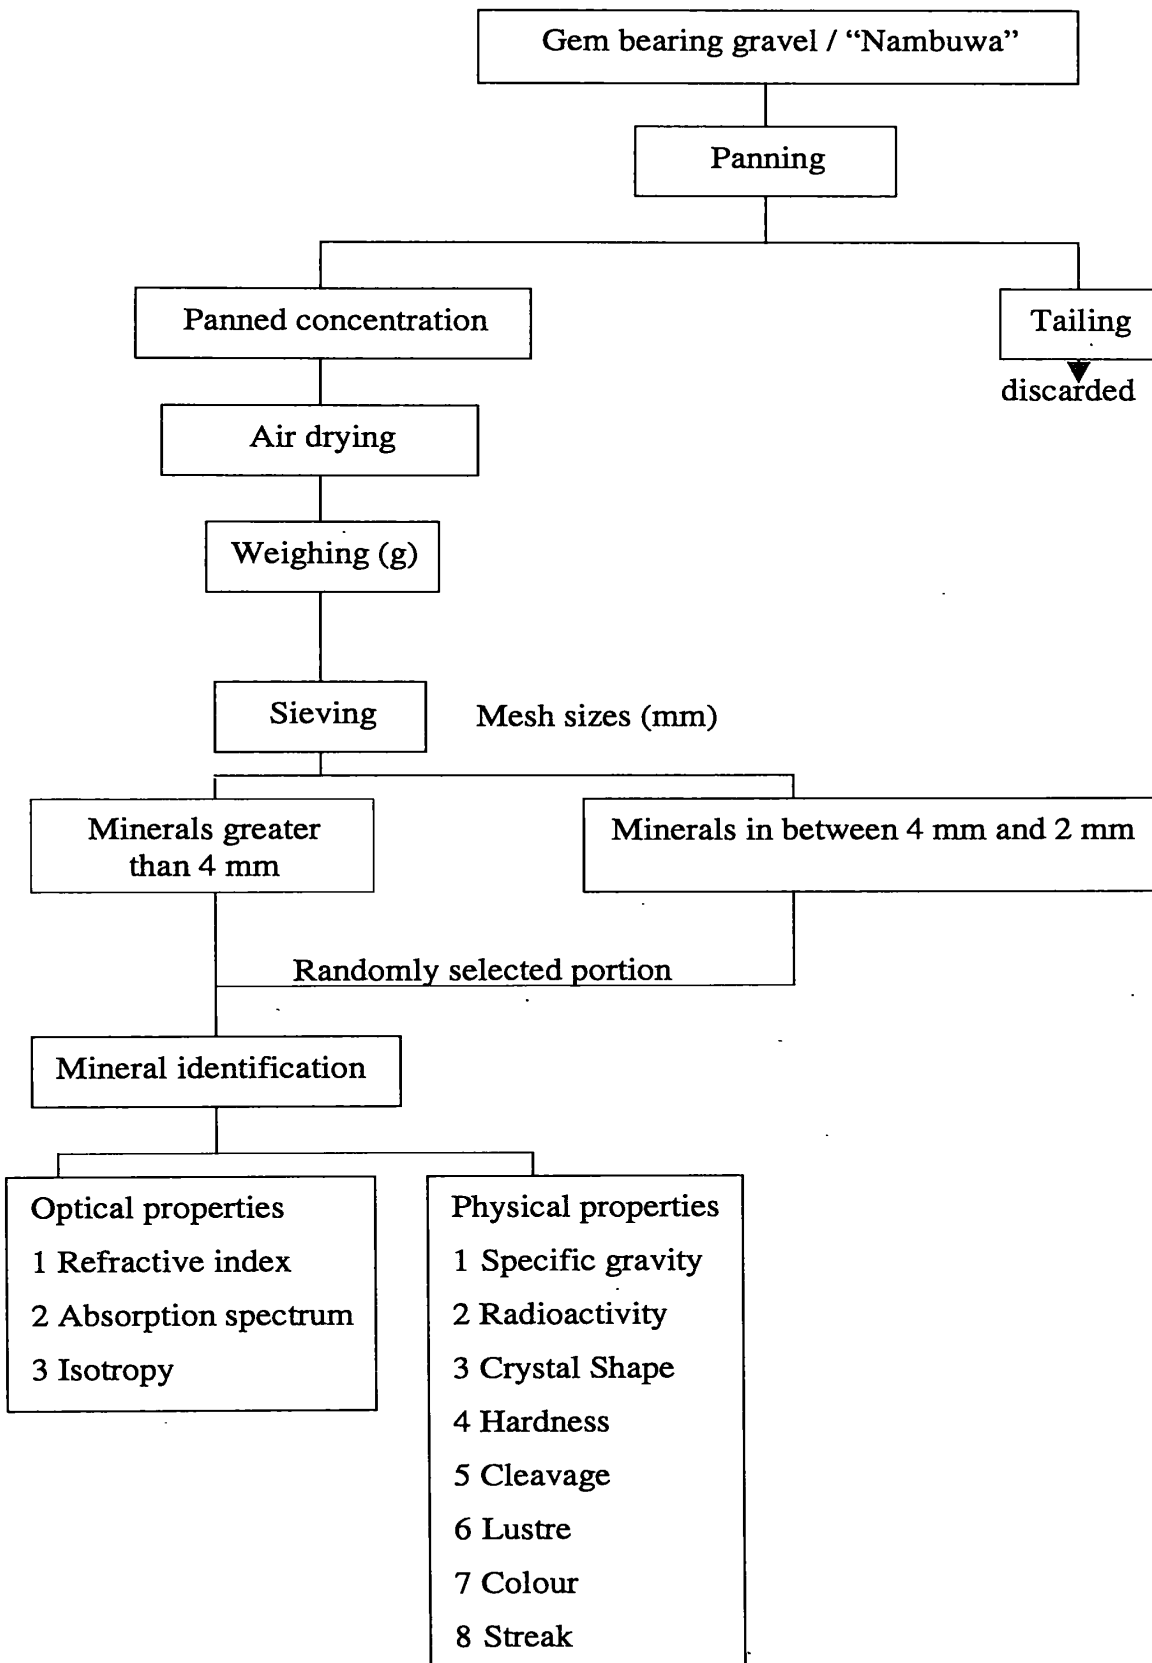 Gem bearing gravel / “Nambuwa”
Panning
Panned concentration
Tailing
discarded
Air drying
Weighing (g)
Sieving
Mesh sizes (mm)
Minerals greater
than 4 mm
Minerals in between 4 mm and 2 mm
Randomly selected portion
Mineral identification
Optical properties
1 Refractive index
2 Absorption spectrum
3 Isotropy
Physical properties
1 Specific gravity
2 Radioactivity
3 Crystal Shape
4 Hardness
5 Cleavage
6 Lustre
7 Colour
8 Streak